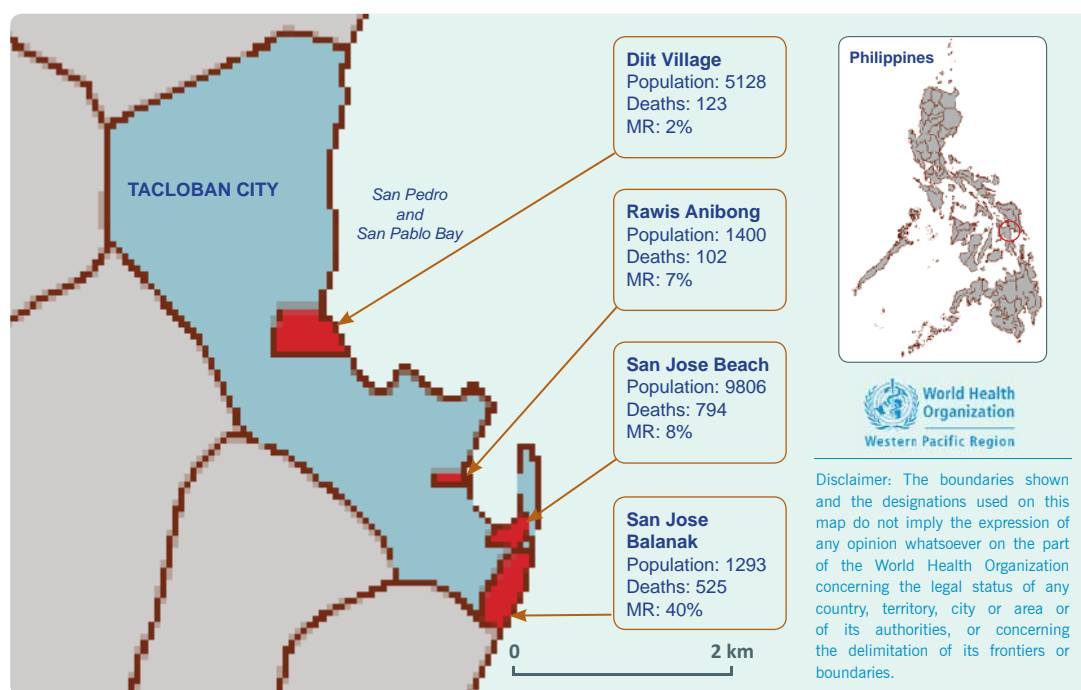 TACLOBAN CITY
San Pedro
and
San Pablo Bay
Diit Village
Population: 5128
Deaths: 123
MR: 2%
Rawis Anibong
Population: 1400
Deaths: 102
MR: 7%
San Jose Beach
Population: 9806
Deaths: 794
MR: 8%
San Jose
Balanak
Population: 1293
Deaths: 525
MR: 40%
0
2 km
Philippines
World Health
Organization
Western Pacific Region
Disclaimer: The boundaries shown
and the designations used on this
map do not imply the expression of
any opinion whatsoever on the part
of the World Health Organization
concerning the legal status of any
country, territory, city or area or
of its authorities, or concerning
the delimitation of its frontiers or
boundaries.